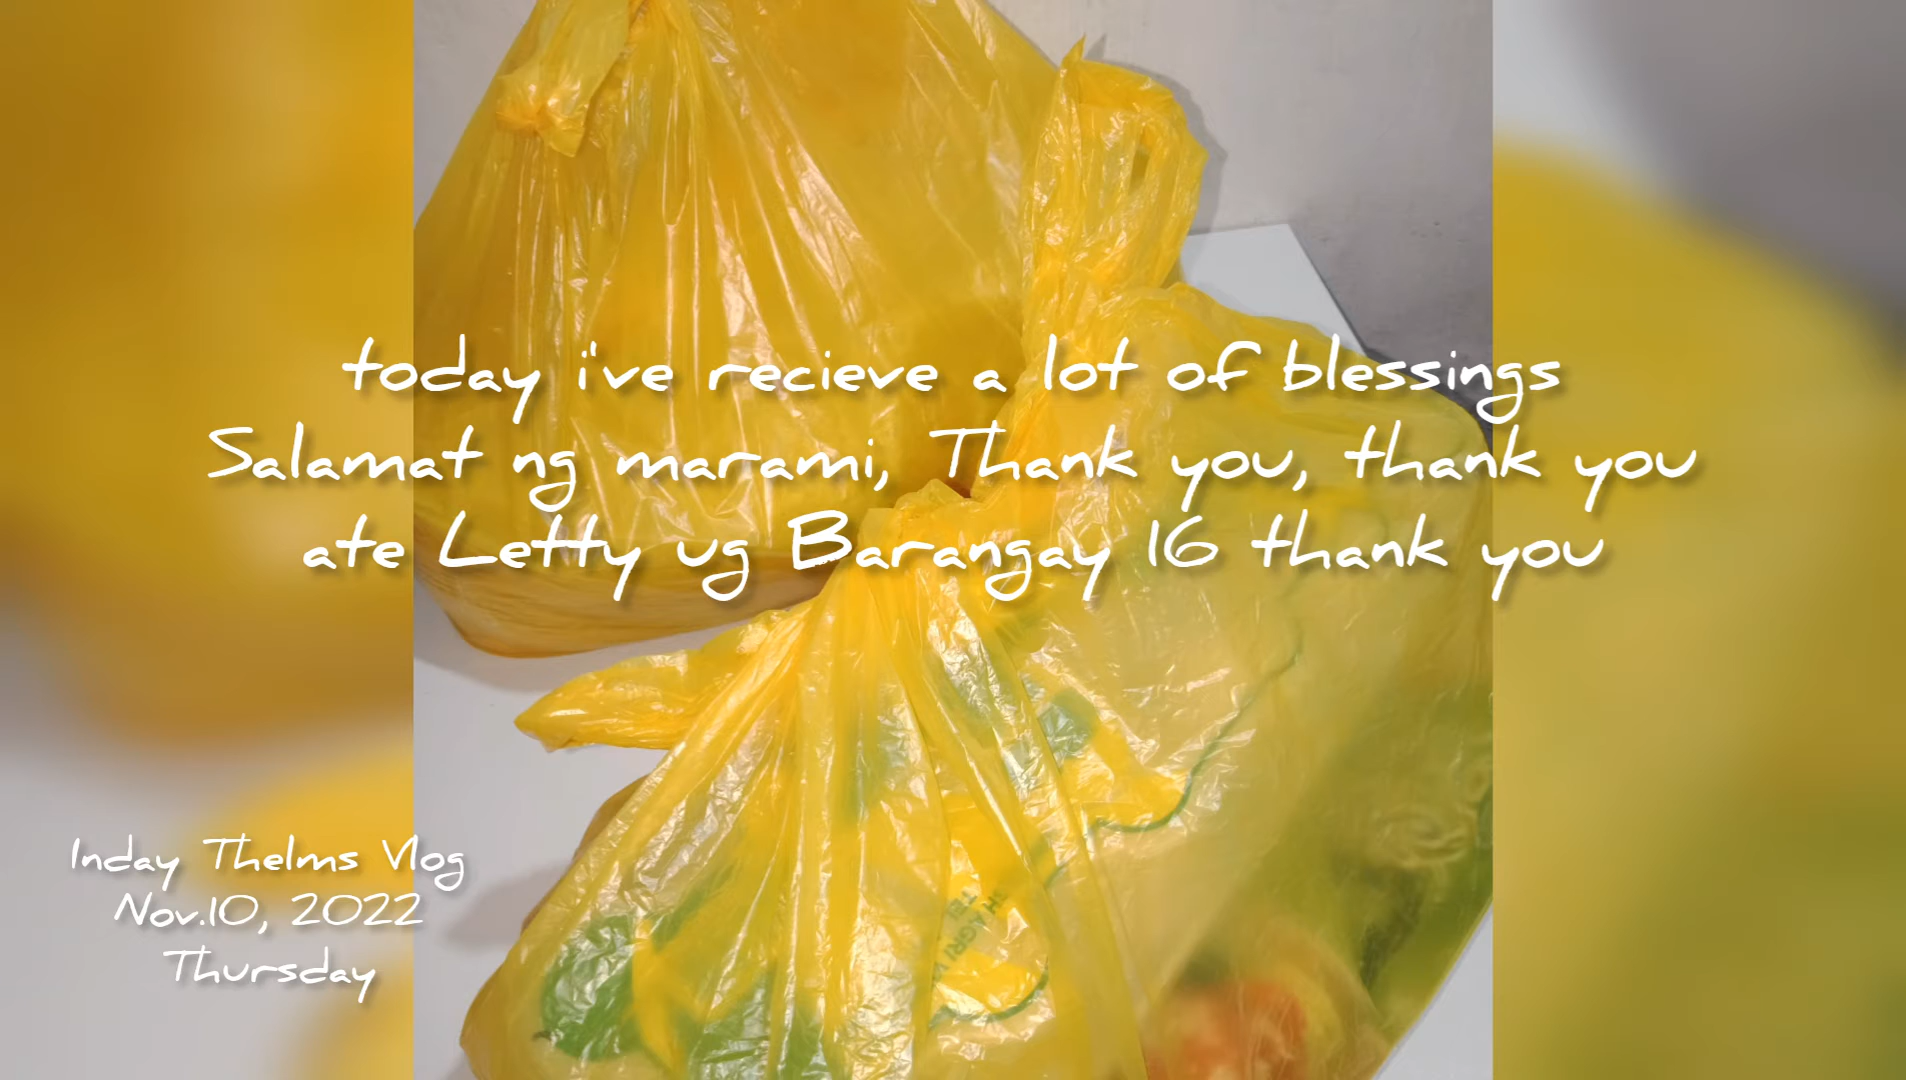 today i've recieve a lot of blessings
Salamat ng marami, Thank you, thank you
ate Letty ug Barangay 16 thank you
Inday Thelms Vlog
Nov.10, 2022
Thursday